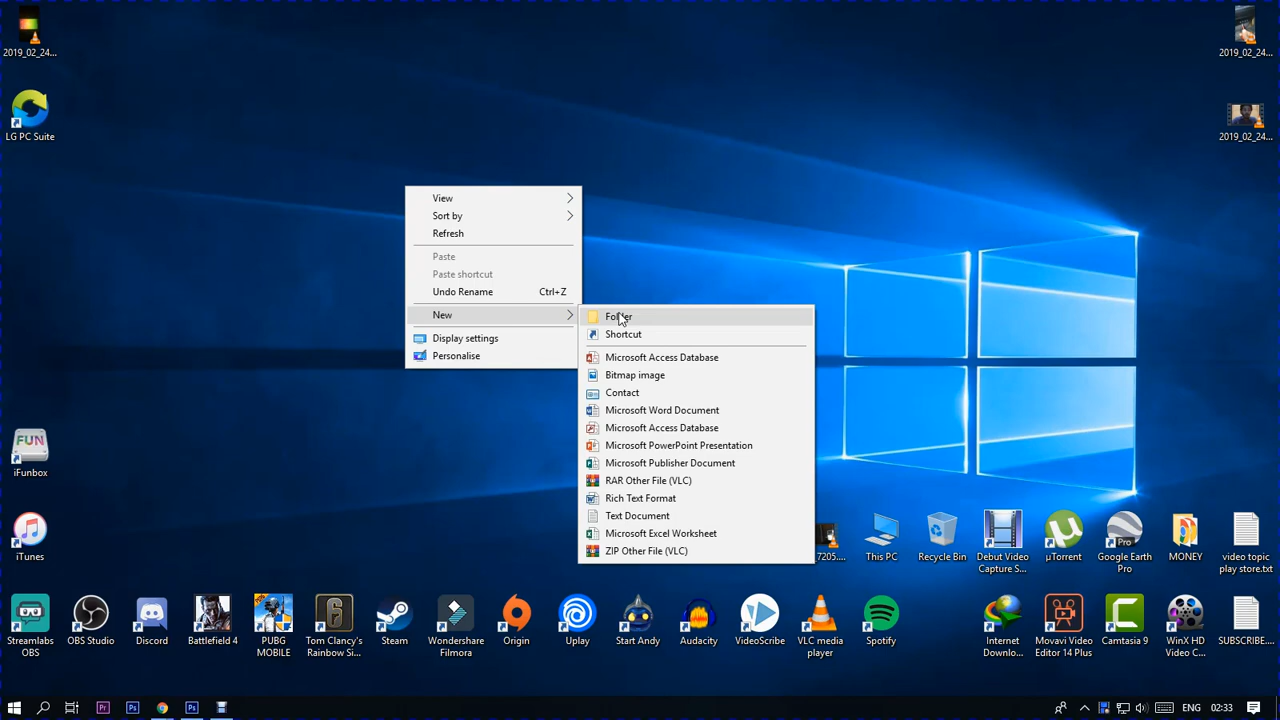 2019_02_24...
2019_02_24...
LG PC Suite
2019_02_24...
View
Sort by
Refresh
Paste
Paste shortcut
Undo Rename Ctrl+Z
New
Display settings
Personalise
Folder
Shortcut
Microsoft Access Database
Bitmap image
Contact
Microsoft Word Document
Microsoft Access Database
Microsoft PowerPoint Presentation
Microsoft Publisher Document
RAR Other File (VLC)
Rich Text Format
Text Document
Microsoft Excel Worksheet
ZIP Other File (VLC)
FUN
iFunbox
iTunes
7205....
This PC
Recycle Bin
Debut Video
Capture S...
µTorrent
Pro
Google Earth
Pro
MONEY
video topic
play store.txt
Streamlabs
OBS
OBS Studio
Discord
Battlefield 4
PUBG
MOBILE
Tom Clancy's
Rainbow Si...
Steam
Wondershare
Filmora
Origin
Uplay
Start Andy
Audacity
VideoScribe
VLC media
player
Spotify
Internet
Downlo...
Movavi Video
Editor 14 Plus
Camtasia 9
WinX HD
Video C...
SUBSCRIBE...
Pr
Ps
Ps
ENG
02:33